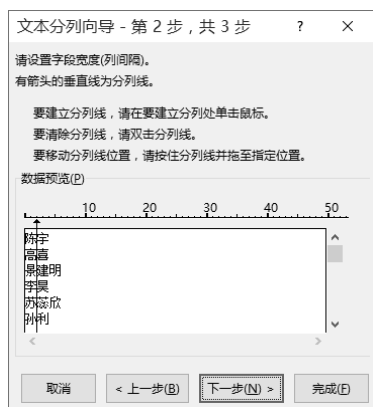 文本分列向导 - 第 2 步，共 3 步 ? ×
请设置字段宽度(列间隔)。
有箭头的垂直线为分列线。
要建立分列线，请在要建立分列处单击鼠标。
要清除分列线，请双击分列线。
要移动分列线位置，请按住分列线并拖至指定位置。
数据预览(P)
10 20 30 40 50
陈宇
高喜
景建明
李昊
苏蕊欣
孙利
取消 < 上一步(B) 下一步(N) > 完成(F)